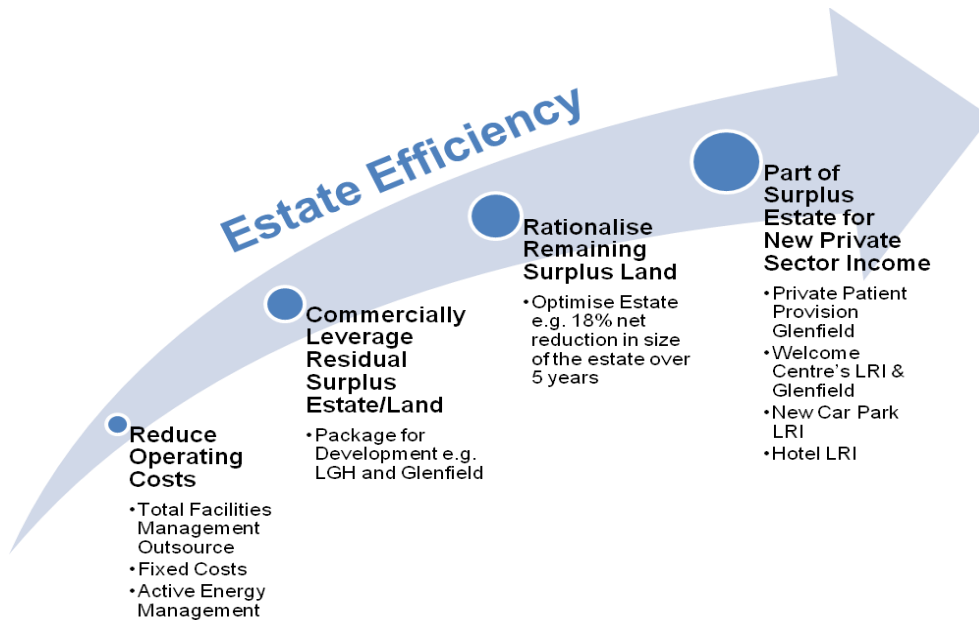 Estate Efficiency
Reduce
Operating
Costs
•Total Facilities
Management
Outsource
•Fixed Costs
•Active Energy
Management
Commercially
Leverage
Residual
Surplus
Estate/Land
•Package for
Development e.g.
LGH and Glenfield
Rationalise
Remaining
Surplus Land
•Optimise Estate
e.g. 18% net
reduction in size
of the estate over
5 years
Part of
Surplus
Estate for
New Private
Sector Income
•Private Patient
Provision
Glenfield
•Welcome
Centre's LRI &
Glenfield
•New Car Park
LRI
•Hotel LRI